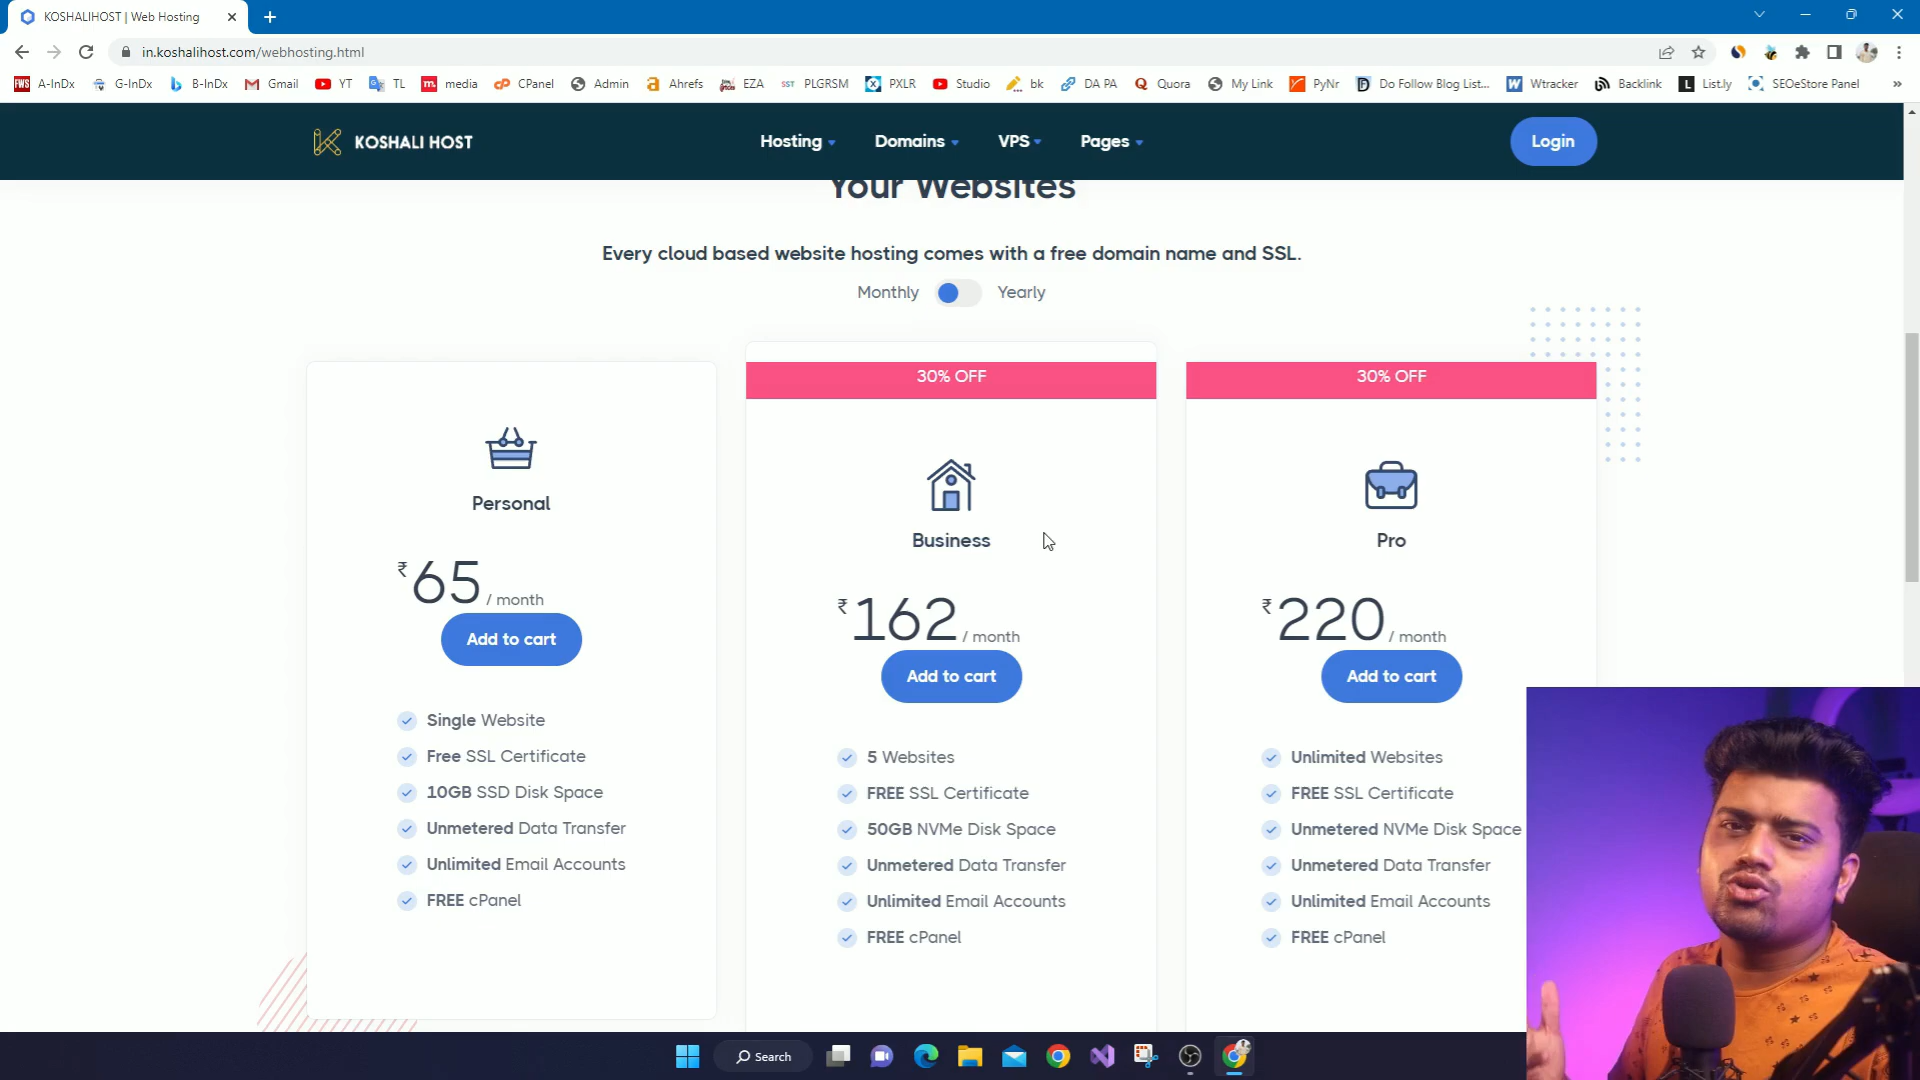 KOSHALIHOST | Web Hosting
in.koshalihost.com/webhosting.html
A-InDx G-InDx B-InDx Gmail YT TL media CPanel Admin Ahrefs EZA PLGRSM PXLR Studio bk DA PA Quora My Link PyNr Do Follow Blog List... Wtracker Backlink List.ly SEOeStore Panel »
KOSHALI HOST
Hosting Domains VPS Pages
Login
Your Websites
Every cloud based website hosting comes with a free domain name and SSL.
Monthly Yearly
Personal
₹65 / month
Add to cart
Single Website
Free SSL Certificate
10GB SSD Disk Space
Unmetered Data Transfer
Unlimited Email Accounts
FREE cPanel
30% OFF
Business
₹162 / month
Add to cart
5 Websites
FREE SSL Certificate
50GB NVMe Disk Space
Unmetered Data Transfer
Unlimited Email Accounts
FREE cPanel
30% OFF
Pro
₹220 / month
Add to cart
Unlimited Websites
FREE SSL Certificate
Unmetered NVMe Disk Space
Unmetered Data Transfer
Unlimited Email Accounts
FREE cPanel
Search